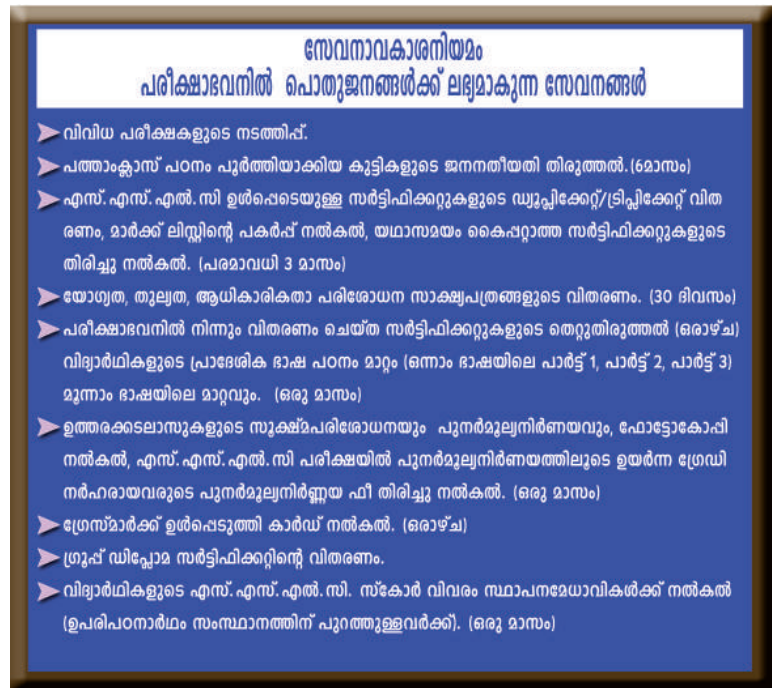 സേവനാവകാശനിയമം
പരീക്ഷാഭവനിൽ പൊതുജനങ്ങൾക്ക് ലഭ്യമാകുന്ന സേവനങ്ങൾ
വിവിധ പരീക്ഷകളുടെ നടത്തിപ്പ്.
പത്താംക്ലാസ് പഠനം പൂർത്തിയാക്കിയ കുട്ടികളുടെ ജനനതീയതി തിരുത്തൽ.(6മാസം)
എസ്.എസ്.എൽ.സി ഉൾപ്പെടെയുള്ള സർട്ടിഫിക്കറ്റുകളുടെ ഡ്യൂപ്ലിക്കേറ്റ്/ട്രിപ്ലിക്കേറ്റ് വിത
രണം, മാർക്ക് ലിസ്റ്റിന്റെ പകർപ്പ് നൽകൽ, യഥാസമയം കൈപ്പറ്റാത്ത സർട്ടിഫിക്കറ്റുകളുടെ
തിരിച്ചു നൽകൽ. (പരമാവധി 3 മാസം)
യോഗ്യത, തുല്യത, ആധികാരികതാ പരിശോധന സാക്ഷ്യപത്രങ്ങളുടെ വിതരണം. (30 ദിവസം)
പരീക്ഷാഭവനിൽ നിന്നും വിതരണം ചെയ്ത സർട്ടിഫിക്കറ്റുകളുടെ തെറ്റുതിരുത്തൽ (ഒരാഴ്ച)
വിദ്യാർഥികളുടെ പ്രാദേശിക ഭാഷ പഠനം മാറ്റം (ഒന്നാം ഭാഷയിലെ പാർട്ട് 1, പാർട്ട് 2, പാർട്ട് 3)
മൂന്നാം ഭാഷയിലെ മാറ്റവും. (ഒരു മാസം)
ഉത്തരക്കടലാസുകളുടെ സൂക്ഷ്മപരിശോധനയും പുനർമൂല്യനിർണയവും, ഫോട്ടോകോപ്പി
നൽകൽ, എസ്.എസ്.എൽ.സി പരീക്ഷയിൽ പുനർമൂല്യനിർണയത്തിലൂടെ ഉയർന്ന ഗ്രേഡി
നർഹരായവരുടെ പുനർമൂല്യനിർണ്ണയ ഫീ തിരിച്ചു നൽകൽ. (ഒരു മാസം)
ഗ്രേസ്മാർക്ക് ഉൾപ്പെടുത്തി കാർഡ് നൽകൽ. (ഒരാഴ്ച)
ഗ്രൂപ്പ് ഡിപ്ലോമ സർട്ടിഫിക്കറ്റിന്റെ വിതരണം.
വിദ്യാർഥികളുടെ എസ്.എസ്.എൽ.സി. സ്കോർ വിവരം സ്ഥാപനമേധാവികൾക്ക് നൽകൽ
(ഉപരിപഠനാർഥം സംസ്ഥാനത്തിന് പുറത്തുള്ളവർക്ക്). (ഒരു മാസം)